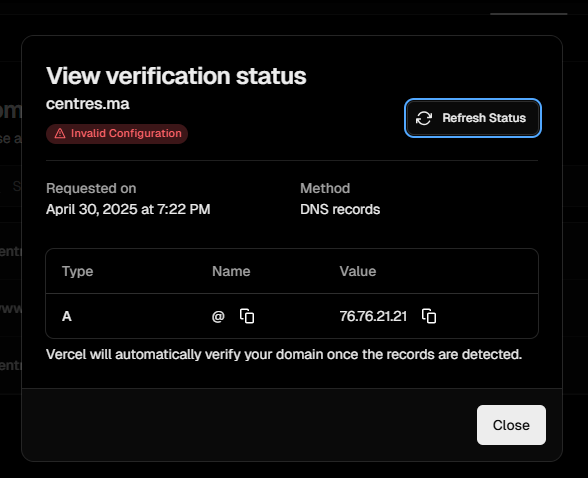 View verification status
centres.ma
Invalid Configuration
Refresh Status
Requested on
Method
April 30, 2025 at 7:22 PM
DNS records
Type Name Value
A @ 76.76.21.21
Vercel will automatically verify your domain once the records are detected.
Close